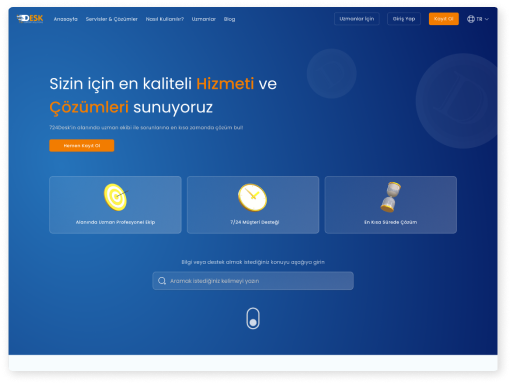 DESK
Anasayfa Servisler & Çözümler Nasıl Kullanılır? Uzmanlar Blog Uzmanlar İçin Giriş Yap Kayıt Ol TR
Sizin için en kaliteli Hizmeti ve
Çözümleri sunuyoruz
724Desk'in alanında uzman ekibi ile sorunlarına en kısa zamanda çözüm bul!
Hemen Kayıt Ol
Alanında Uzman Profesyonel Ekip
7/24 Müşteri Desteği
En Kısa Sürede Çözüm
Bilgi veya destek almak istediğiniz konuyu aşağıya girin
Aramak istediğiniz kelimeyi yazın